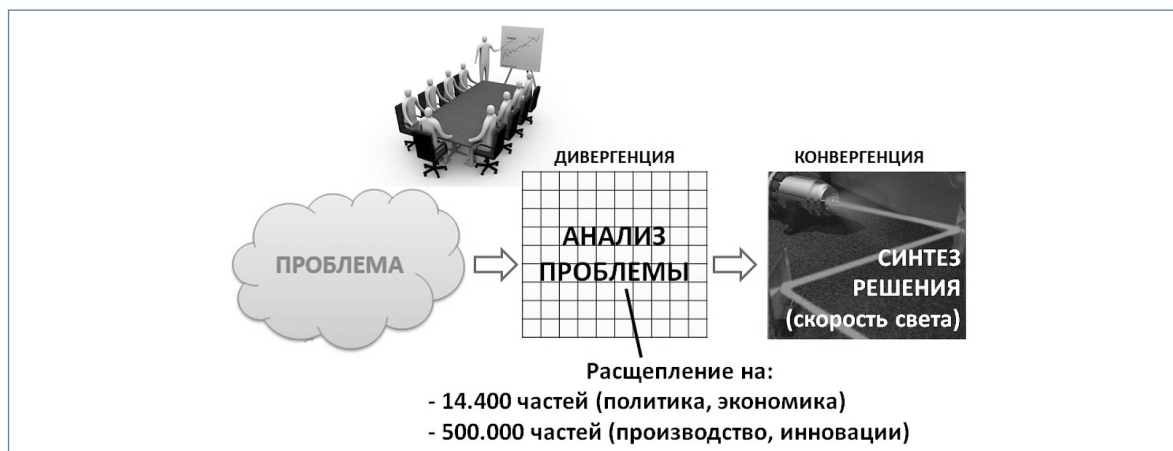 ДИВЕРГЕНЦИЯ
КОНВЕРГЕНЦИЯ
ПРОБЛЕМА
АНАЛИЗ
ПРОБЛЕМЫ
СИНТЕЗ
РЕШЕНИЯ
(скорость света)
Расщепление на:
- 14.400 частей (политика, экономика)
- 500.000 частей (производство, инновации)